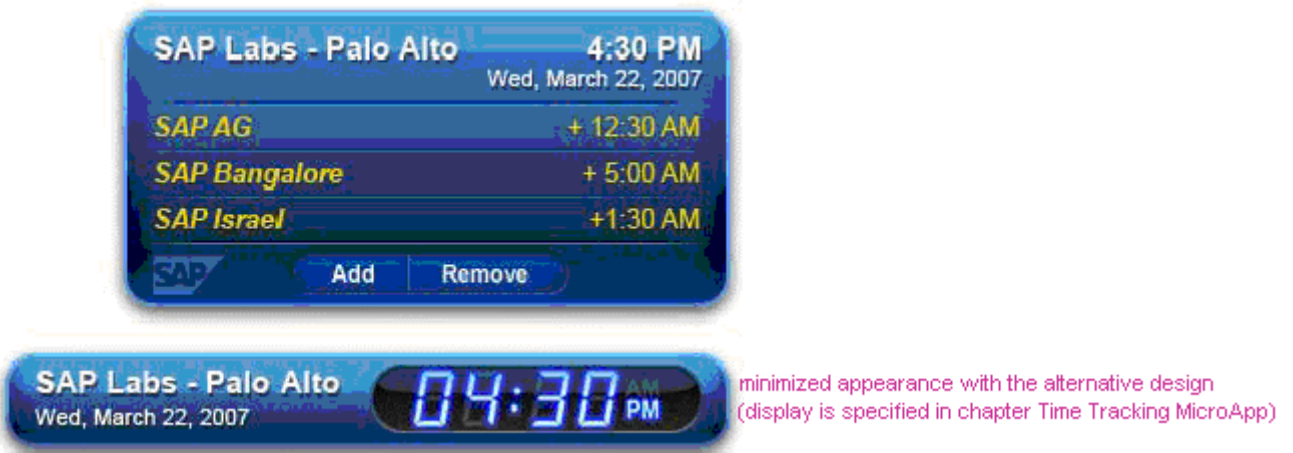 SAP Labs - Palo Alto 4:30 PM
Wed, March 22, 2007
SAP AG + 12:30 AM
SAP Bangalore + 5:00 AM
SAP Israel +1:30 AM
SAP Add Remove
SAP Labs - Palo Alto
Wed, March 22, 2007
04:30 AM PM
minimized appearance with the alternative design
(display is specified in chapter Time Tracking MicroApp)